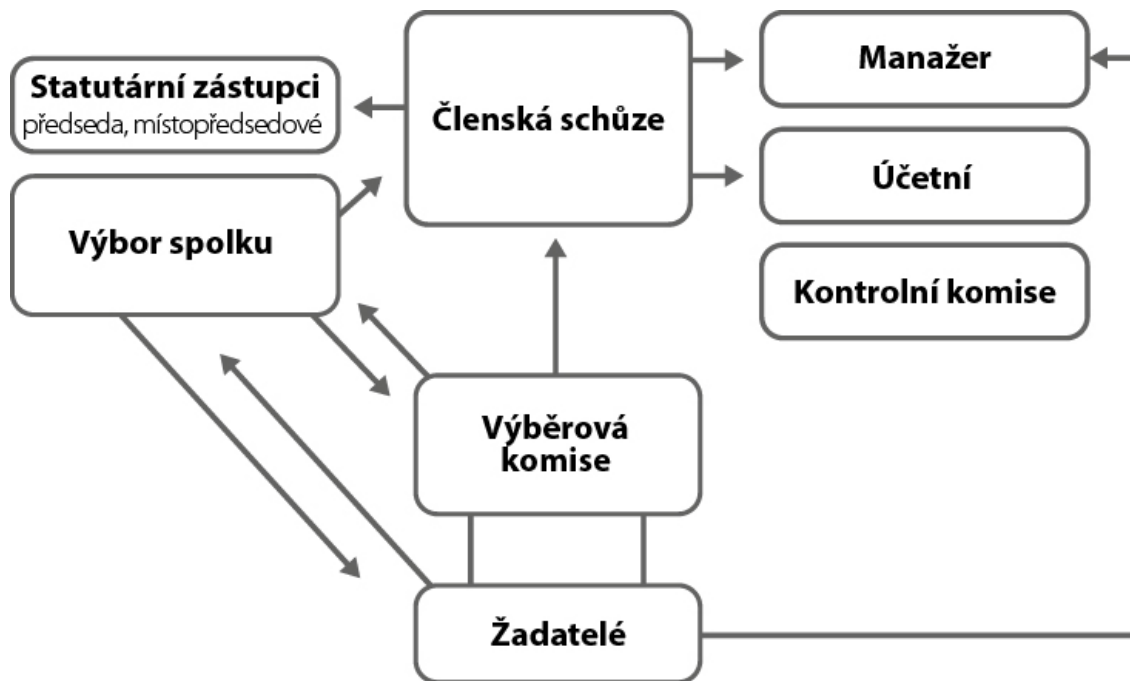 Statutární zástupci
předseda, místopředsedové
Členská schůze
Manažer
Účetní
Výbor spolku
Kontrolní komise
Výběrová
komise
Žadatelé